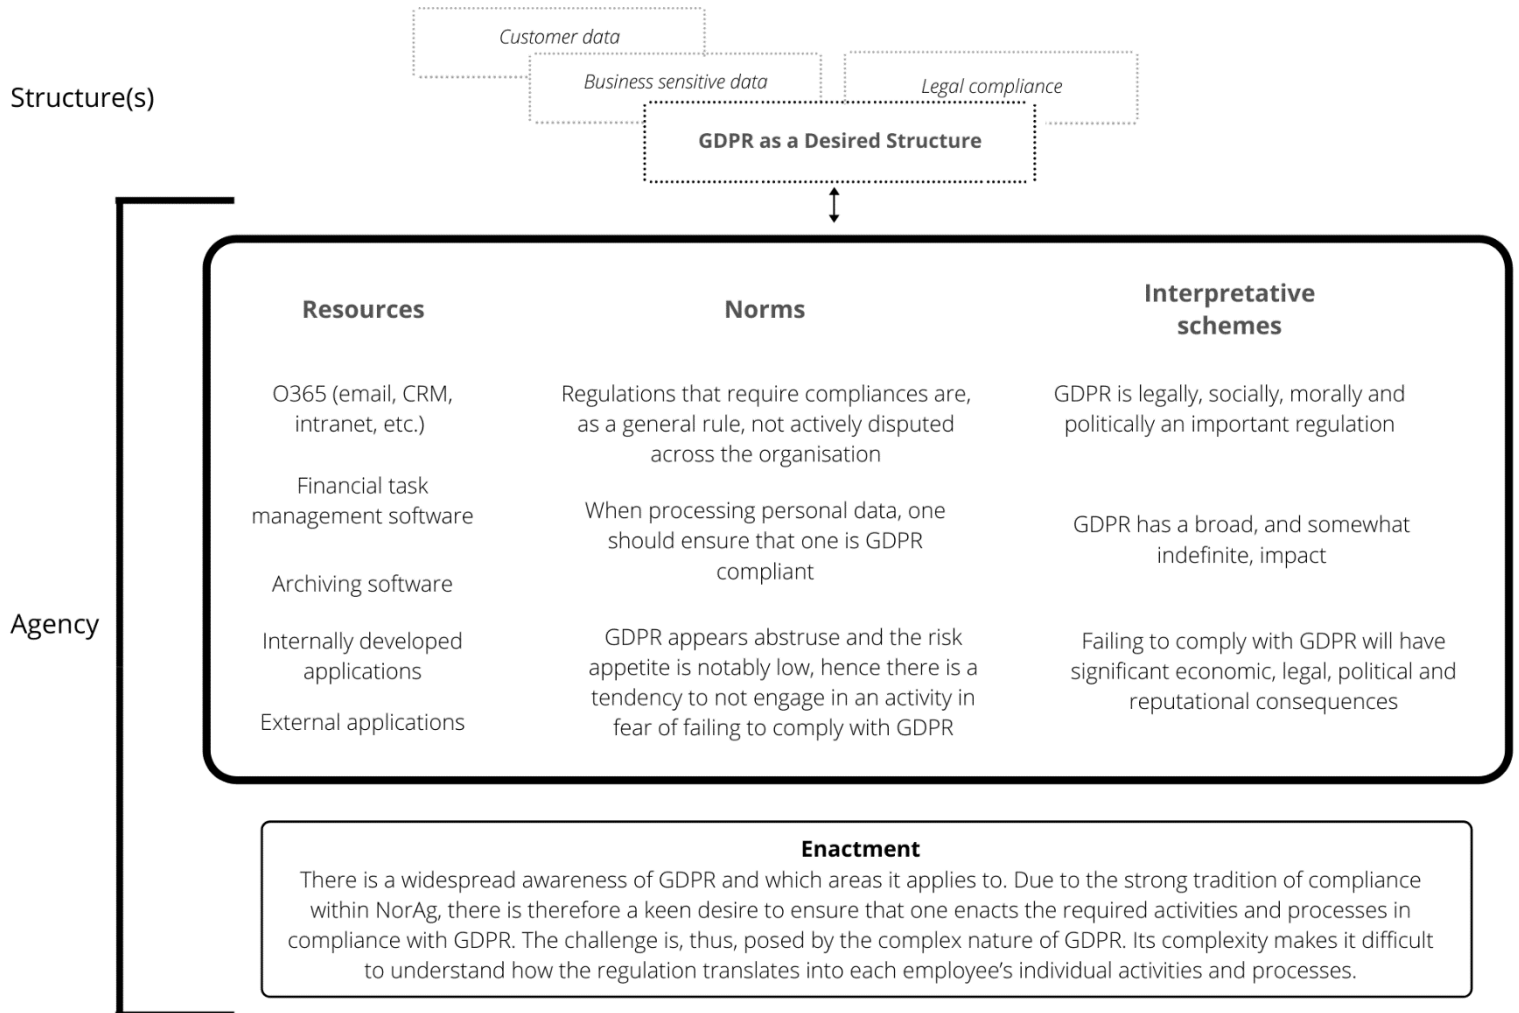 Customer data
Business sensitive data
Legal compliance
Structure(s)
GDPR as a Desired Structure
Resources
O365 (email, CRM,
intranet, etc.)
Financial task
management software
Archiving software
Internally developed
applications
External applications
Norms
Regulations that require compliances are,
as a general rule, not actively disputed
across the organisation
When processing personal data, one
should ensure that one is GDPR
compliant
GDPR appears abstruse and the risk
appetite is notably low, hence there is a
tendency to not engage in an activity in
fear of failing to comply with GDPR
Interpretative
schemes
GDPR is legally, socially, morally and
politically an important regulation
GDPR has a broad, and somewhat
indefinite, impact
Failing to comply with GDPR will have
significant economic, legal, political and
reputational consequences
Agency
Enactment
There is a widespread awareness of GDPR and which areas it applies to. Due to the strong tradition of compliance
within NorAg, there is therefore a keen desire to ensure that one enacts the required activities and processes in
compliance with GDPR. The challenge is, thus, posed by the complex nature of GDPR. Its complexity makes it difficult
to understand how the regulation translates into each employee’s individual activities and processes.